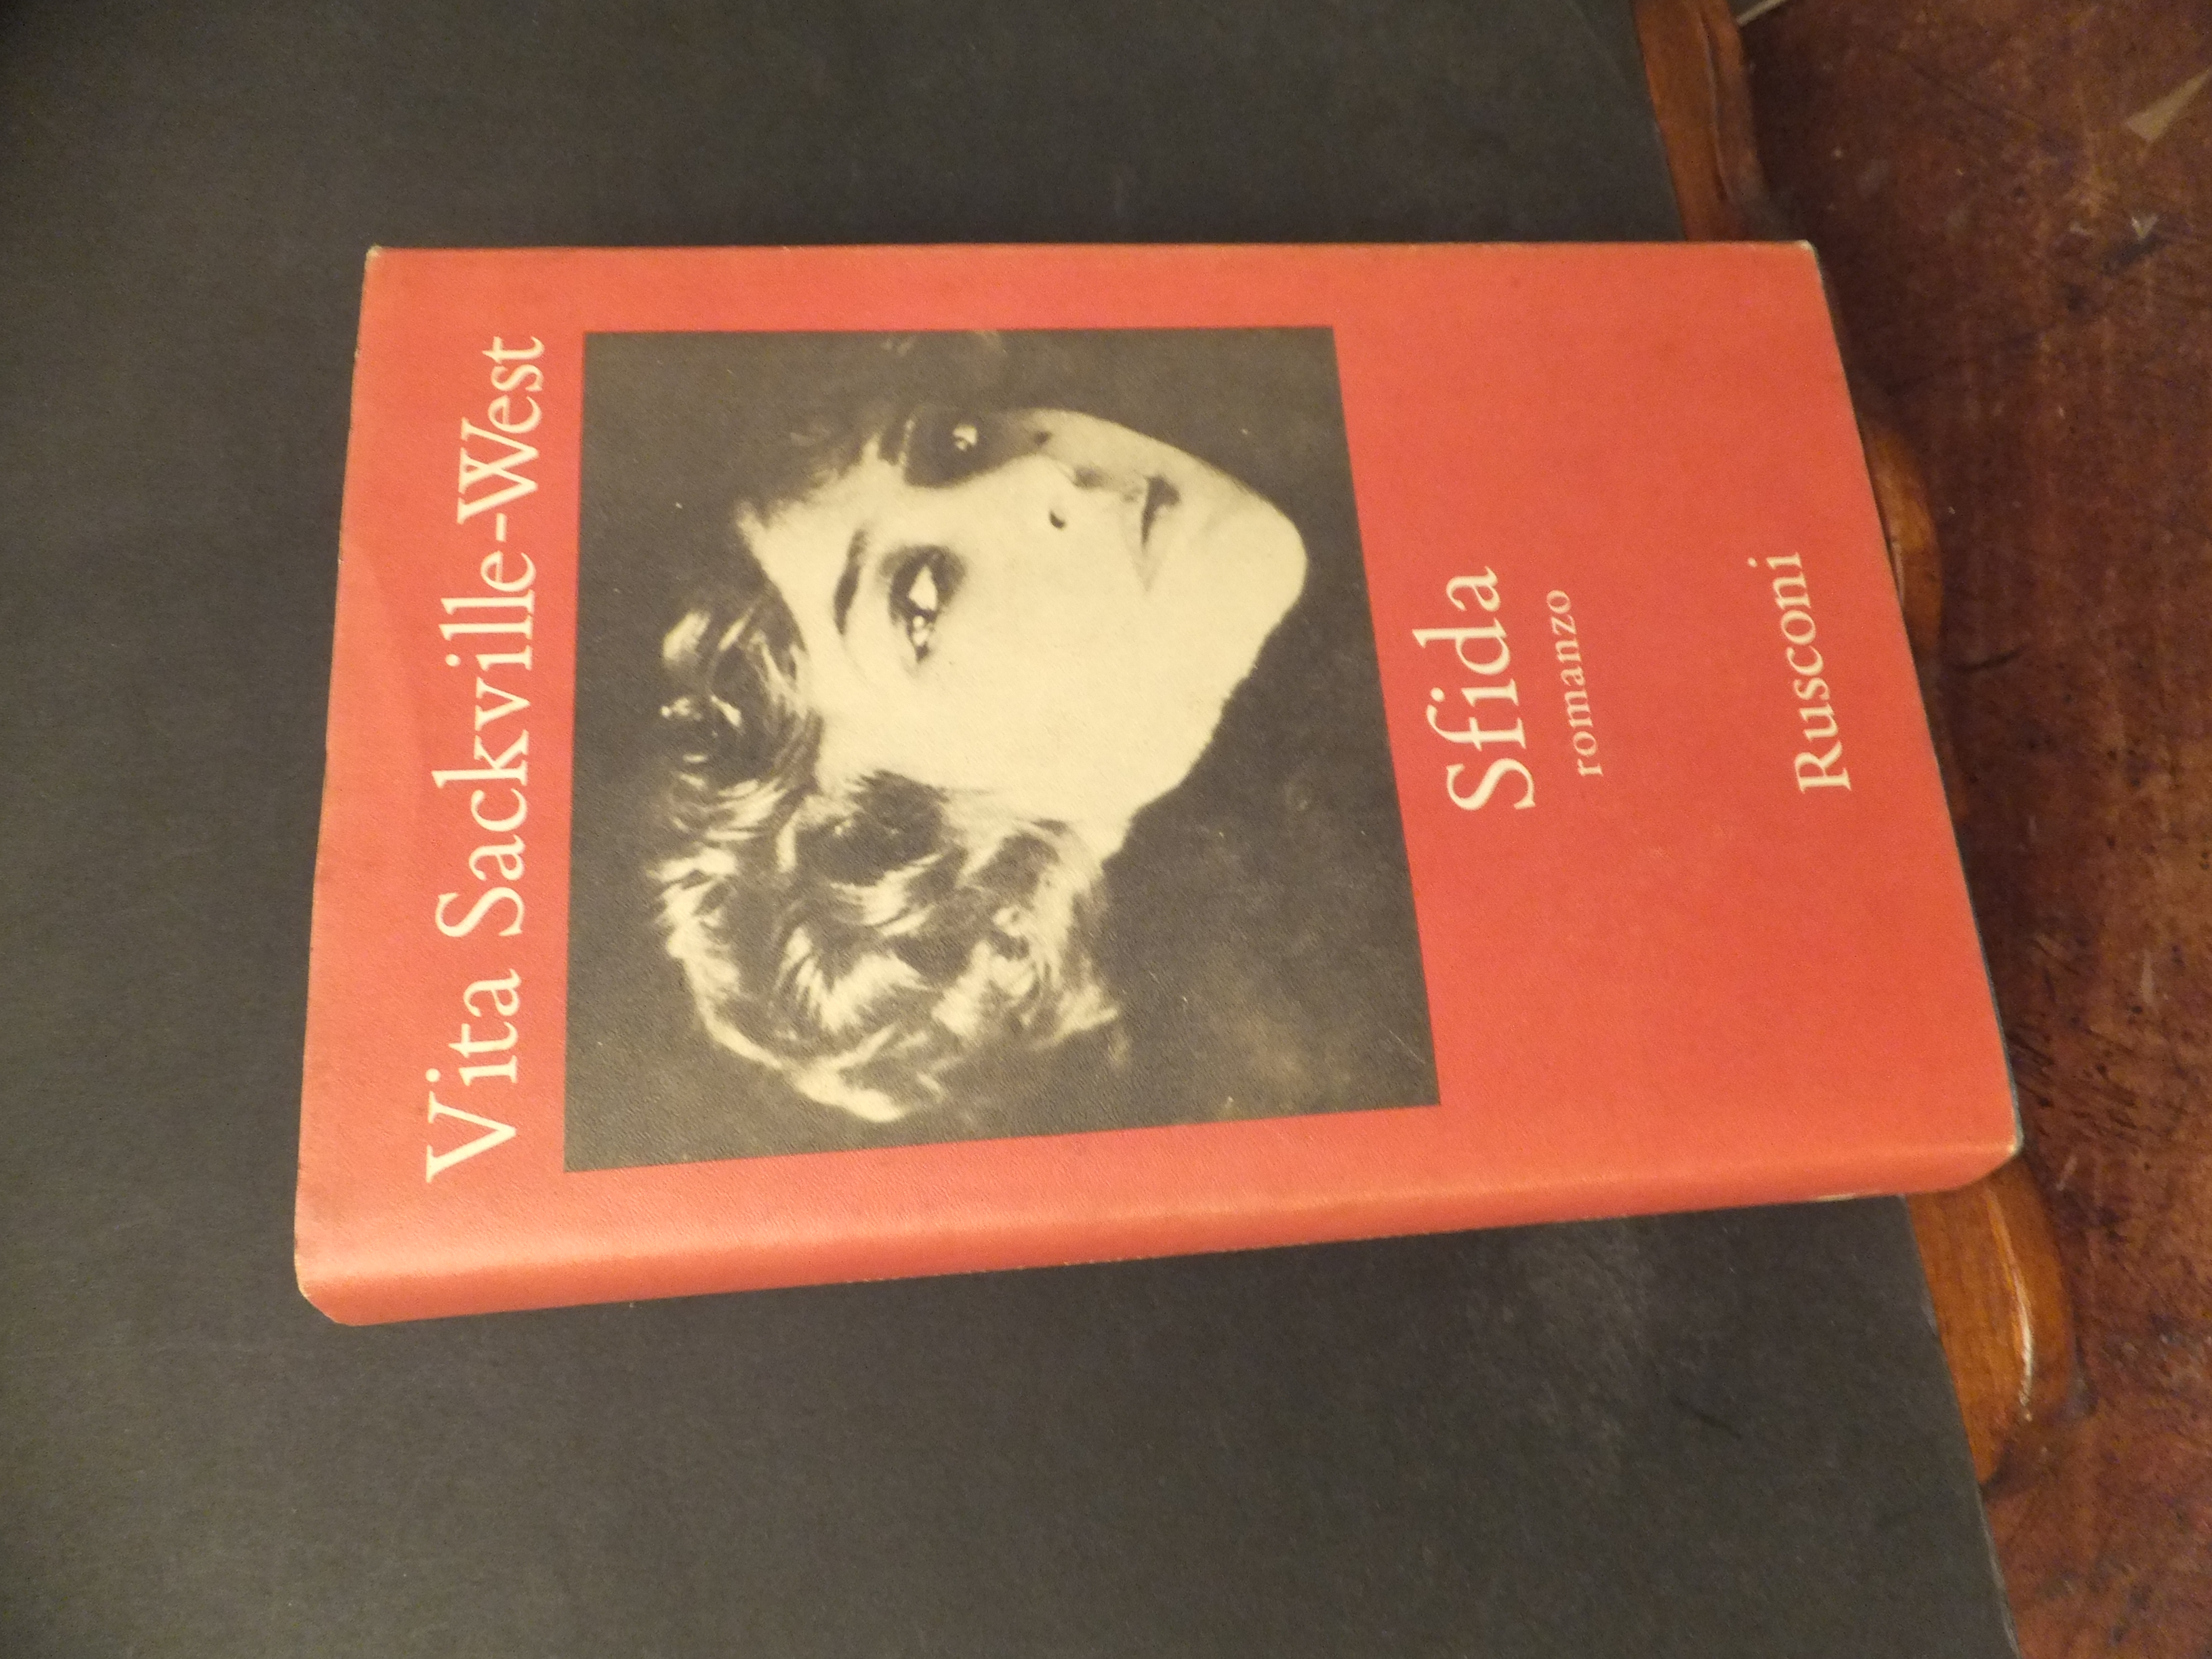 Vita Sackville-West
Sfida
romanzo
Rusconi